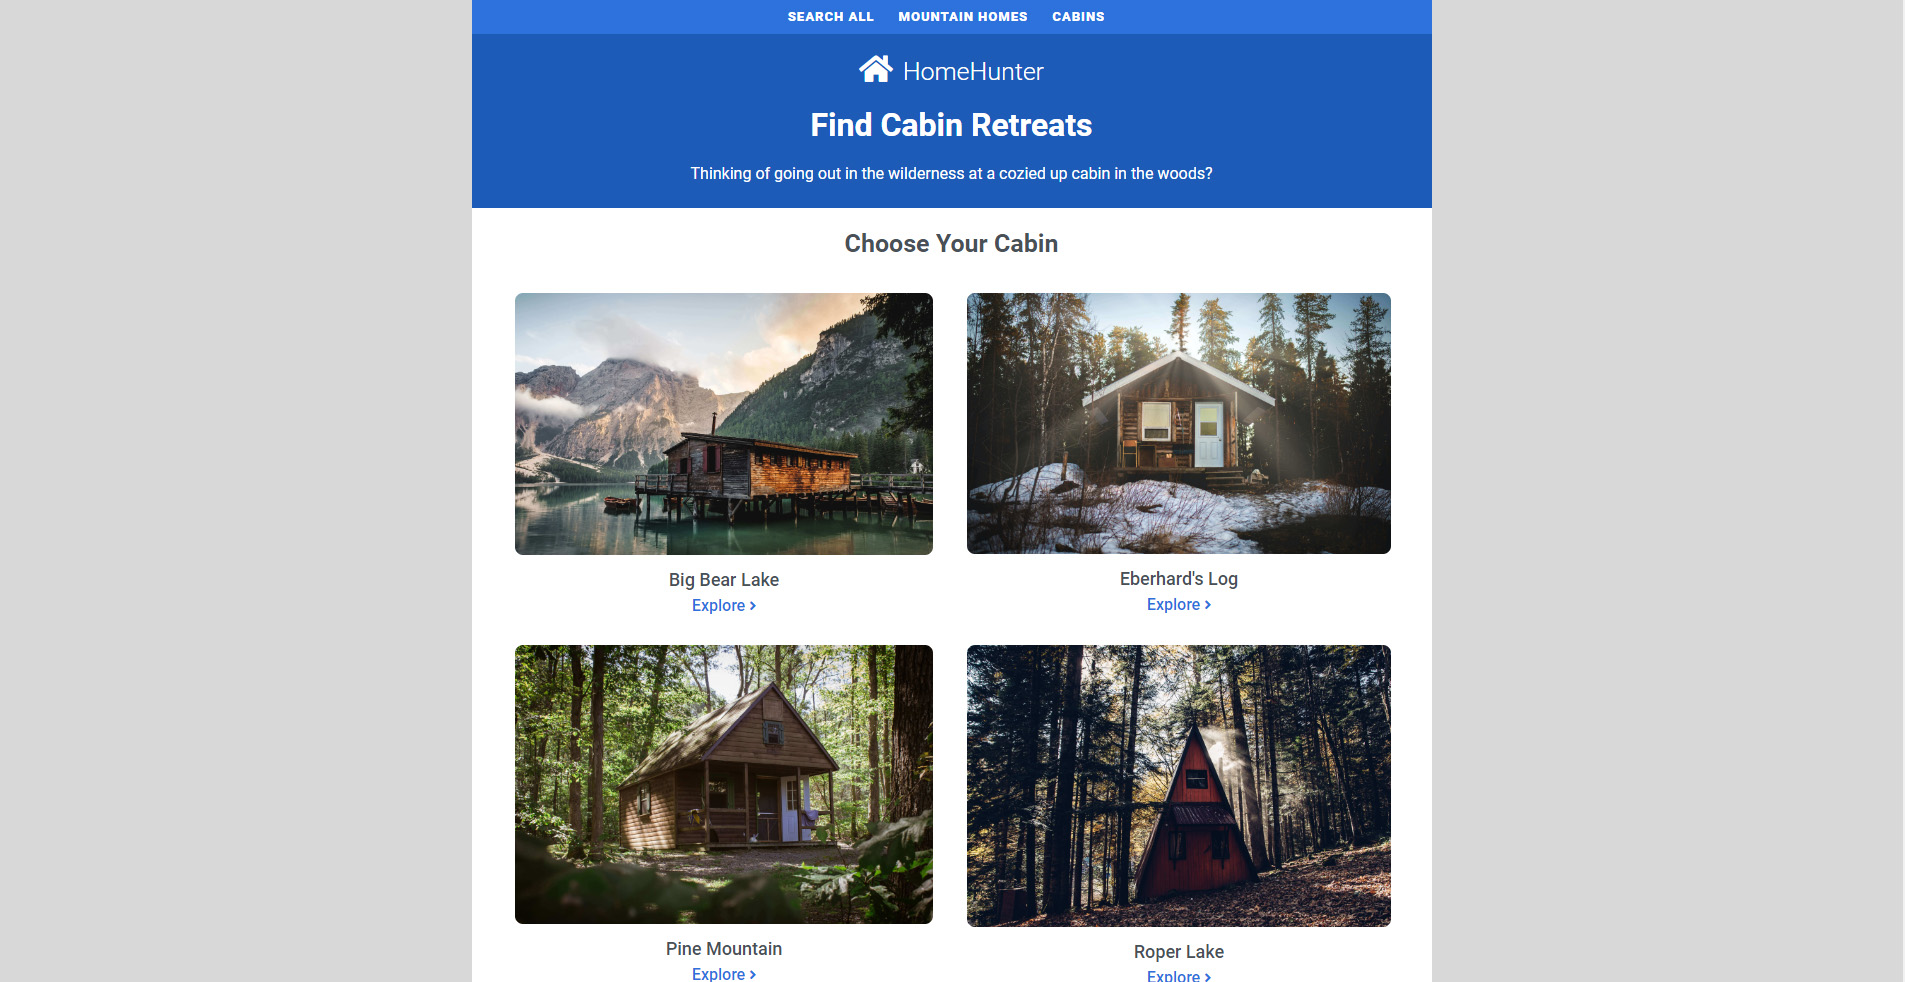 SEARCH ALL MOUNTAIN HOMES CABINS
HomeHunter
Find Cabin Retreats
Thinking of going out in the wilderness at a cozied up cabin in the woods?
Choose Your Cabin
Big Bear Lake
Explore
Eberhard's Log
Explore
Pine Mountain
Explore
Roper Lake
Explore